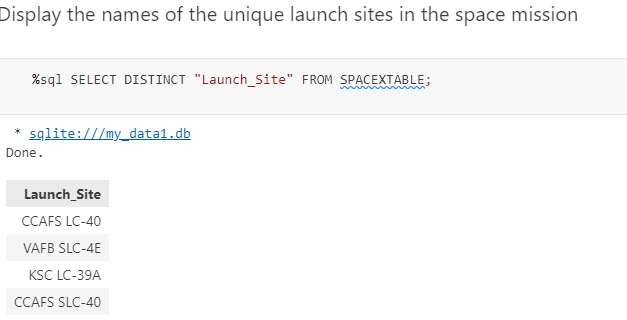 Display the names of the unique launch sites in the space mission
%sql SELECT DISTINCT "Launch_Site" FROM SPACEXTABLE;
* sqlite:///my_data1.db
Done.
Launch_Site
CCAFS LC-40
VAFB SLC-4E
KSC LC-39A
CCAFS SLC-40